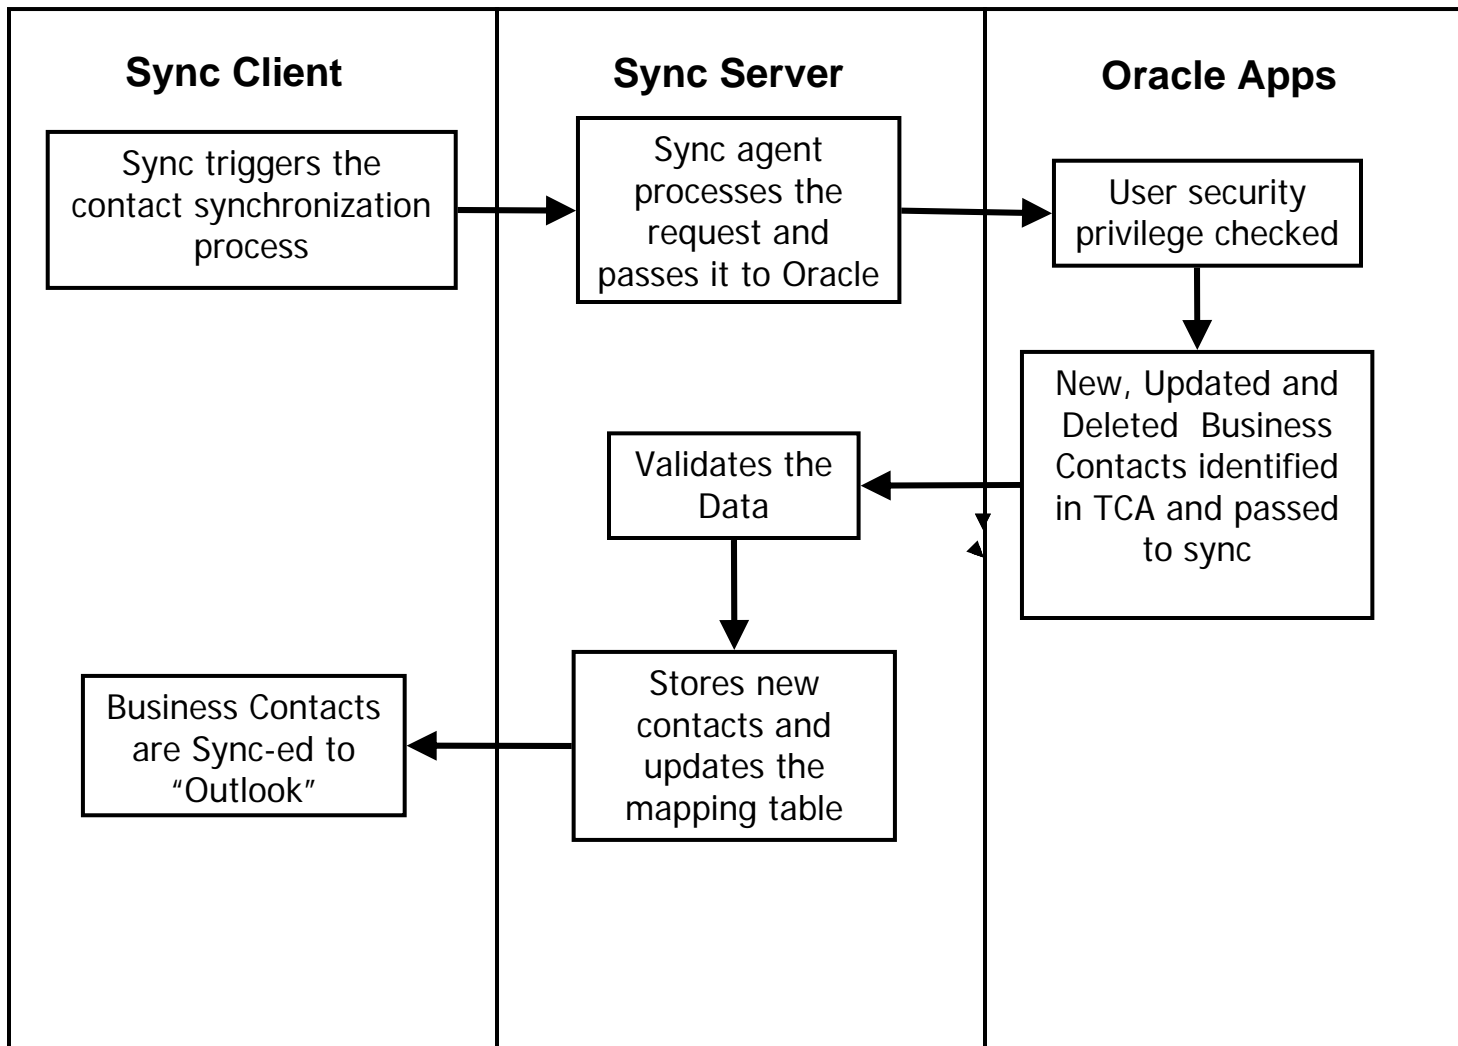 Sync Client
Sync Server
Oracle Apps
Sync triggers the
contact synchronization
process
Sync agent
processes the
request and
passes it to Oracle
User security
privilege checked
New, Updated and
Deleted  Business
Contacts identified
in TCA and passed
to sync
Validates the
Data
Stores new
contacts and
updates the
mapping table
Business Contacts
are Sync-ed to
“Outlook”